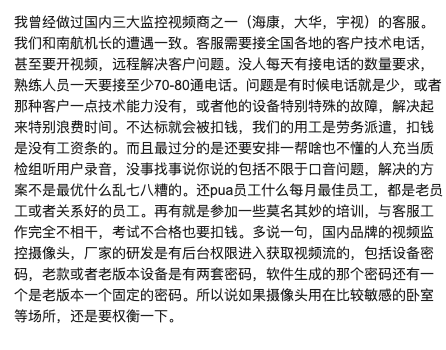 我曾经做过国内三大监控视频商之一（海康，大华，宇视）的客服。
我们和南航机长的遭遇一致。客服需要接全国各地的客户技术电话，
甚至要开视频，远程解决客户问题。没人每天有接电话的数量要求，
熟练人员一天要接至少70-80通电话。问题是有时候电话就是少，或者
那种客户一点技术能力没有，或者他的设备特别特殊的故障，解决起
来特别浪费时间。不达标就会被扣钱，我们的用工是劳务派遣，扣钱
是没有工资条的。而且最过分的是还要安排一帮啥也不懂的人充当质
检组听用户录音，没事找事说你说的包括不限于口音问题，解决的方
案不是最优什么乱七八糟的。还pua员工什么每月最佳员工，都是老员
工或者关系好的员工。再有就是参加一些莫名其妙的培训，与客服工
作完全不相干，考试不合格也要扣钱。多说一句，国内品牌的视频监
控摄像头，厂家的研发是有后台权限进入获取视频流的，包括设备密
码，老款或者老版本设备是有两套密码，软件生成的那个密码还有一
个是老版本一个固定的密码。所以说如果摄像头用在比较敏感的卧室
等场所，还是要权衡一下。